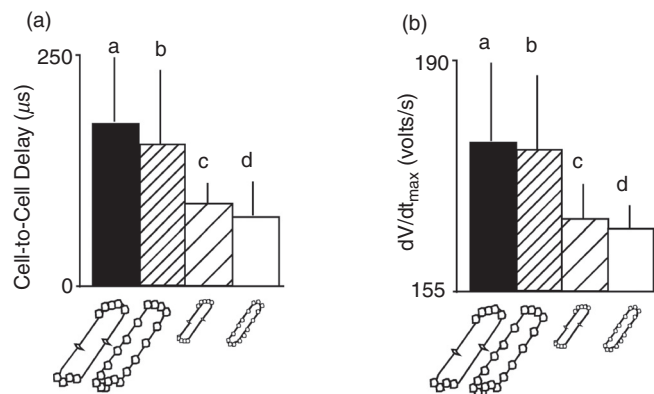 (a)
250
a
b
c
d
Cell-to-Cell Delay (μs)
0
(b)
190
a
b
c
d
dV/dtmax (volts/s)
155